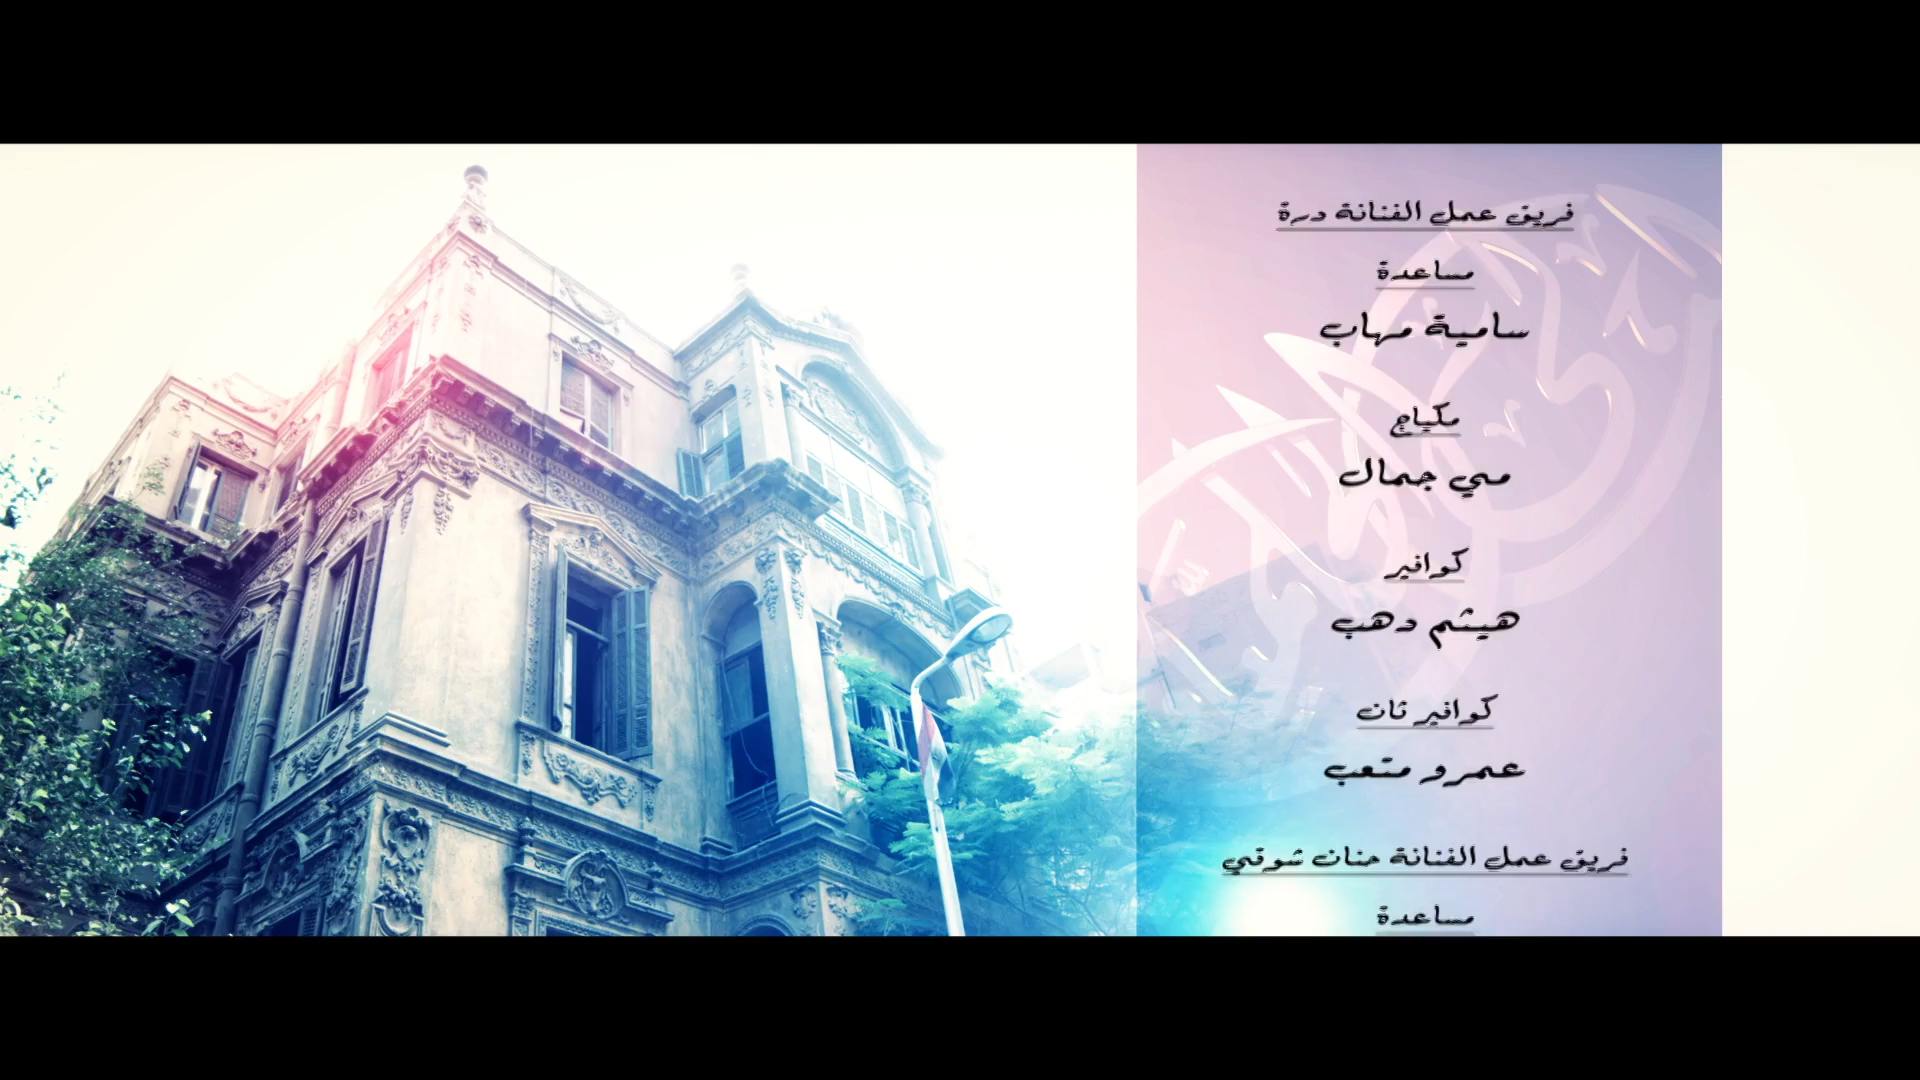 فريق عمل الفنانة درة
مساعدة
سامية مهاب
مكياج
مي جمال
كوافير
هيثم دهب
كوافير ثان
عمرو متعب
فريق عمل الفنانة حنان شوقي
مساعدة